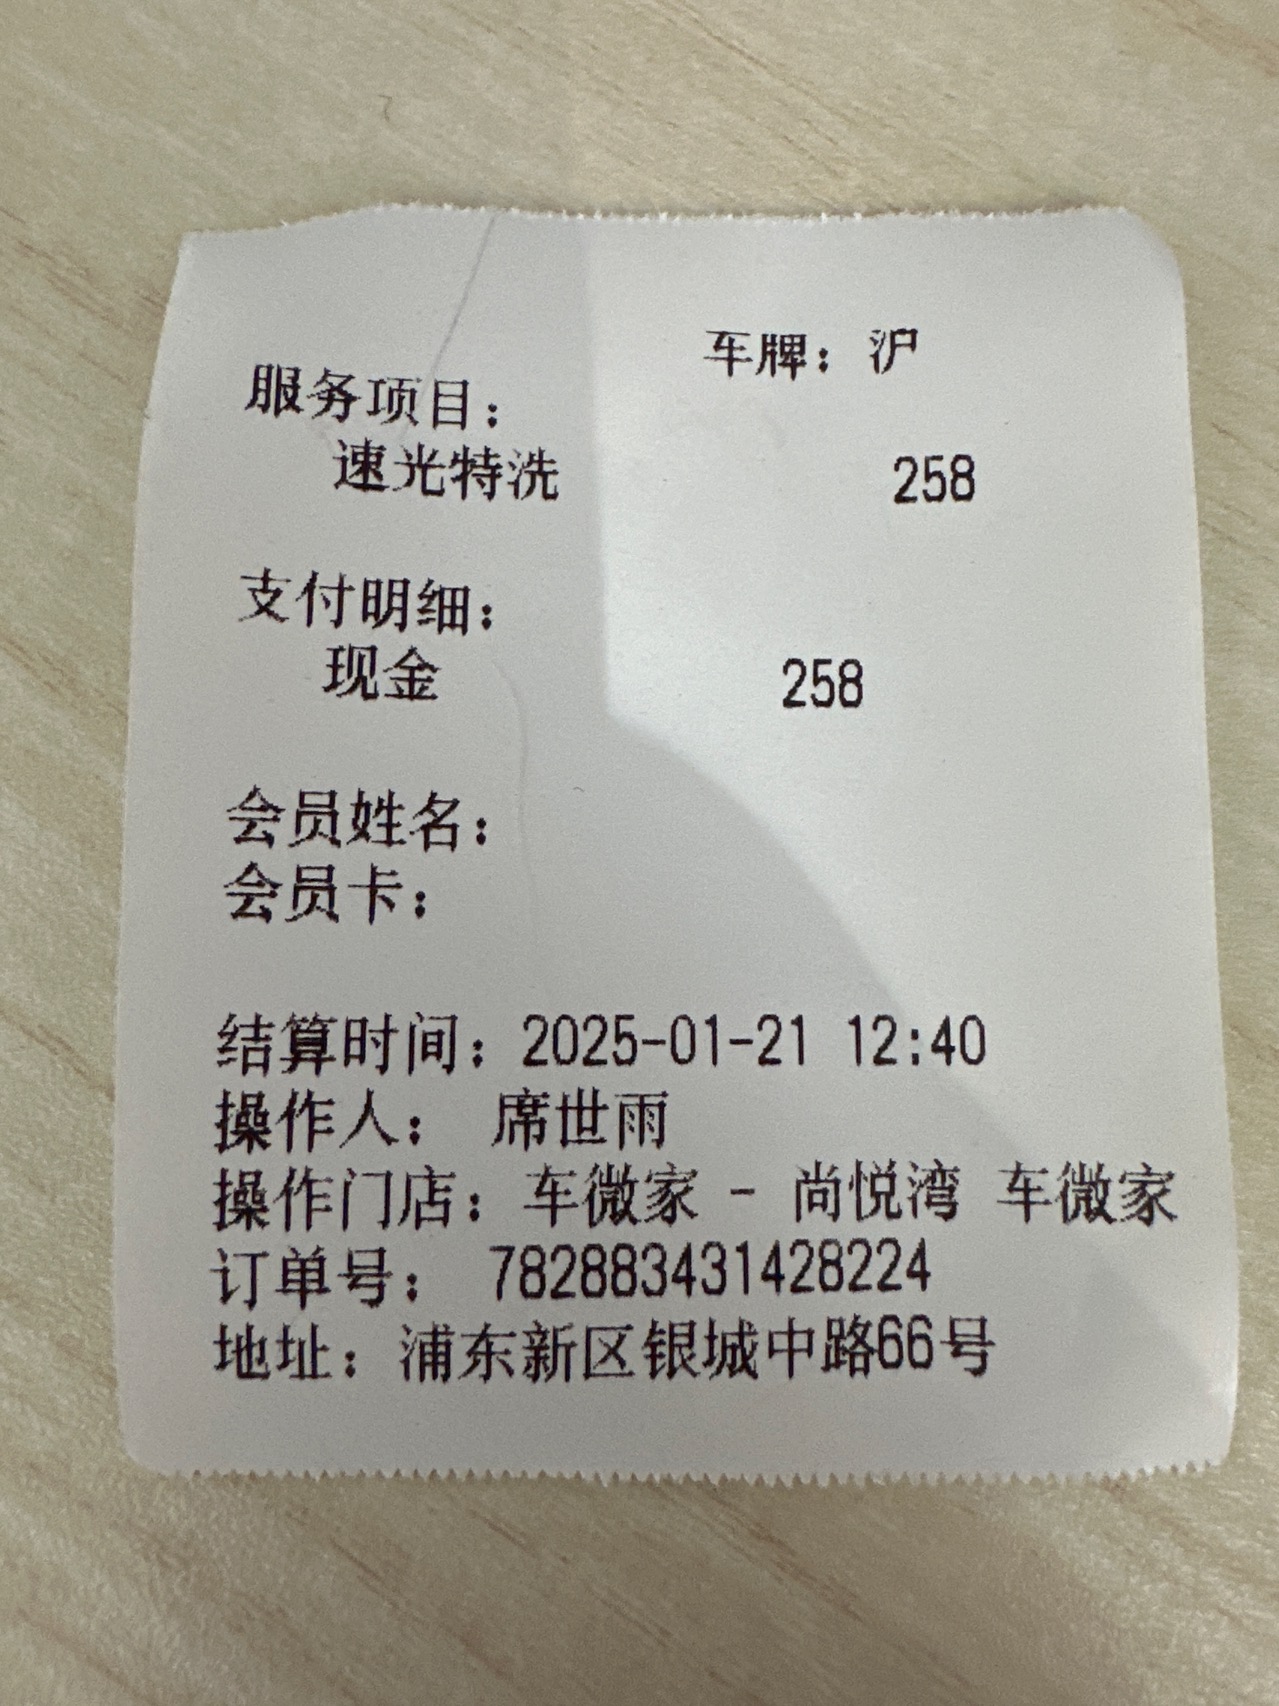 车牌：沪
服务项目：
速光特洗 258
支付明细：
现金 258
会员姓名：
会员卡：
结算时间：2025-01-21 12:40
操作人： 席世雨
操作门店：车微家 - 尚悦湾 车微家
订单号： 782883431428224
地址：浦东新区银城中路66号